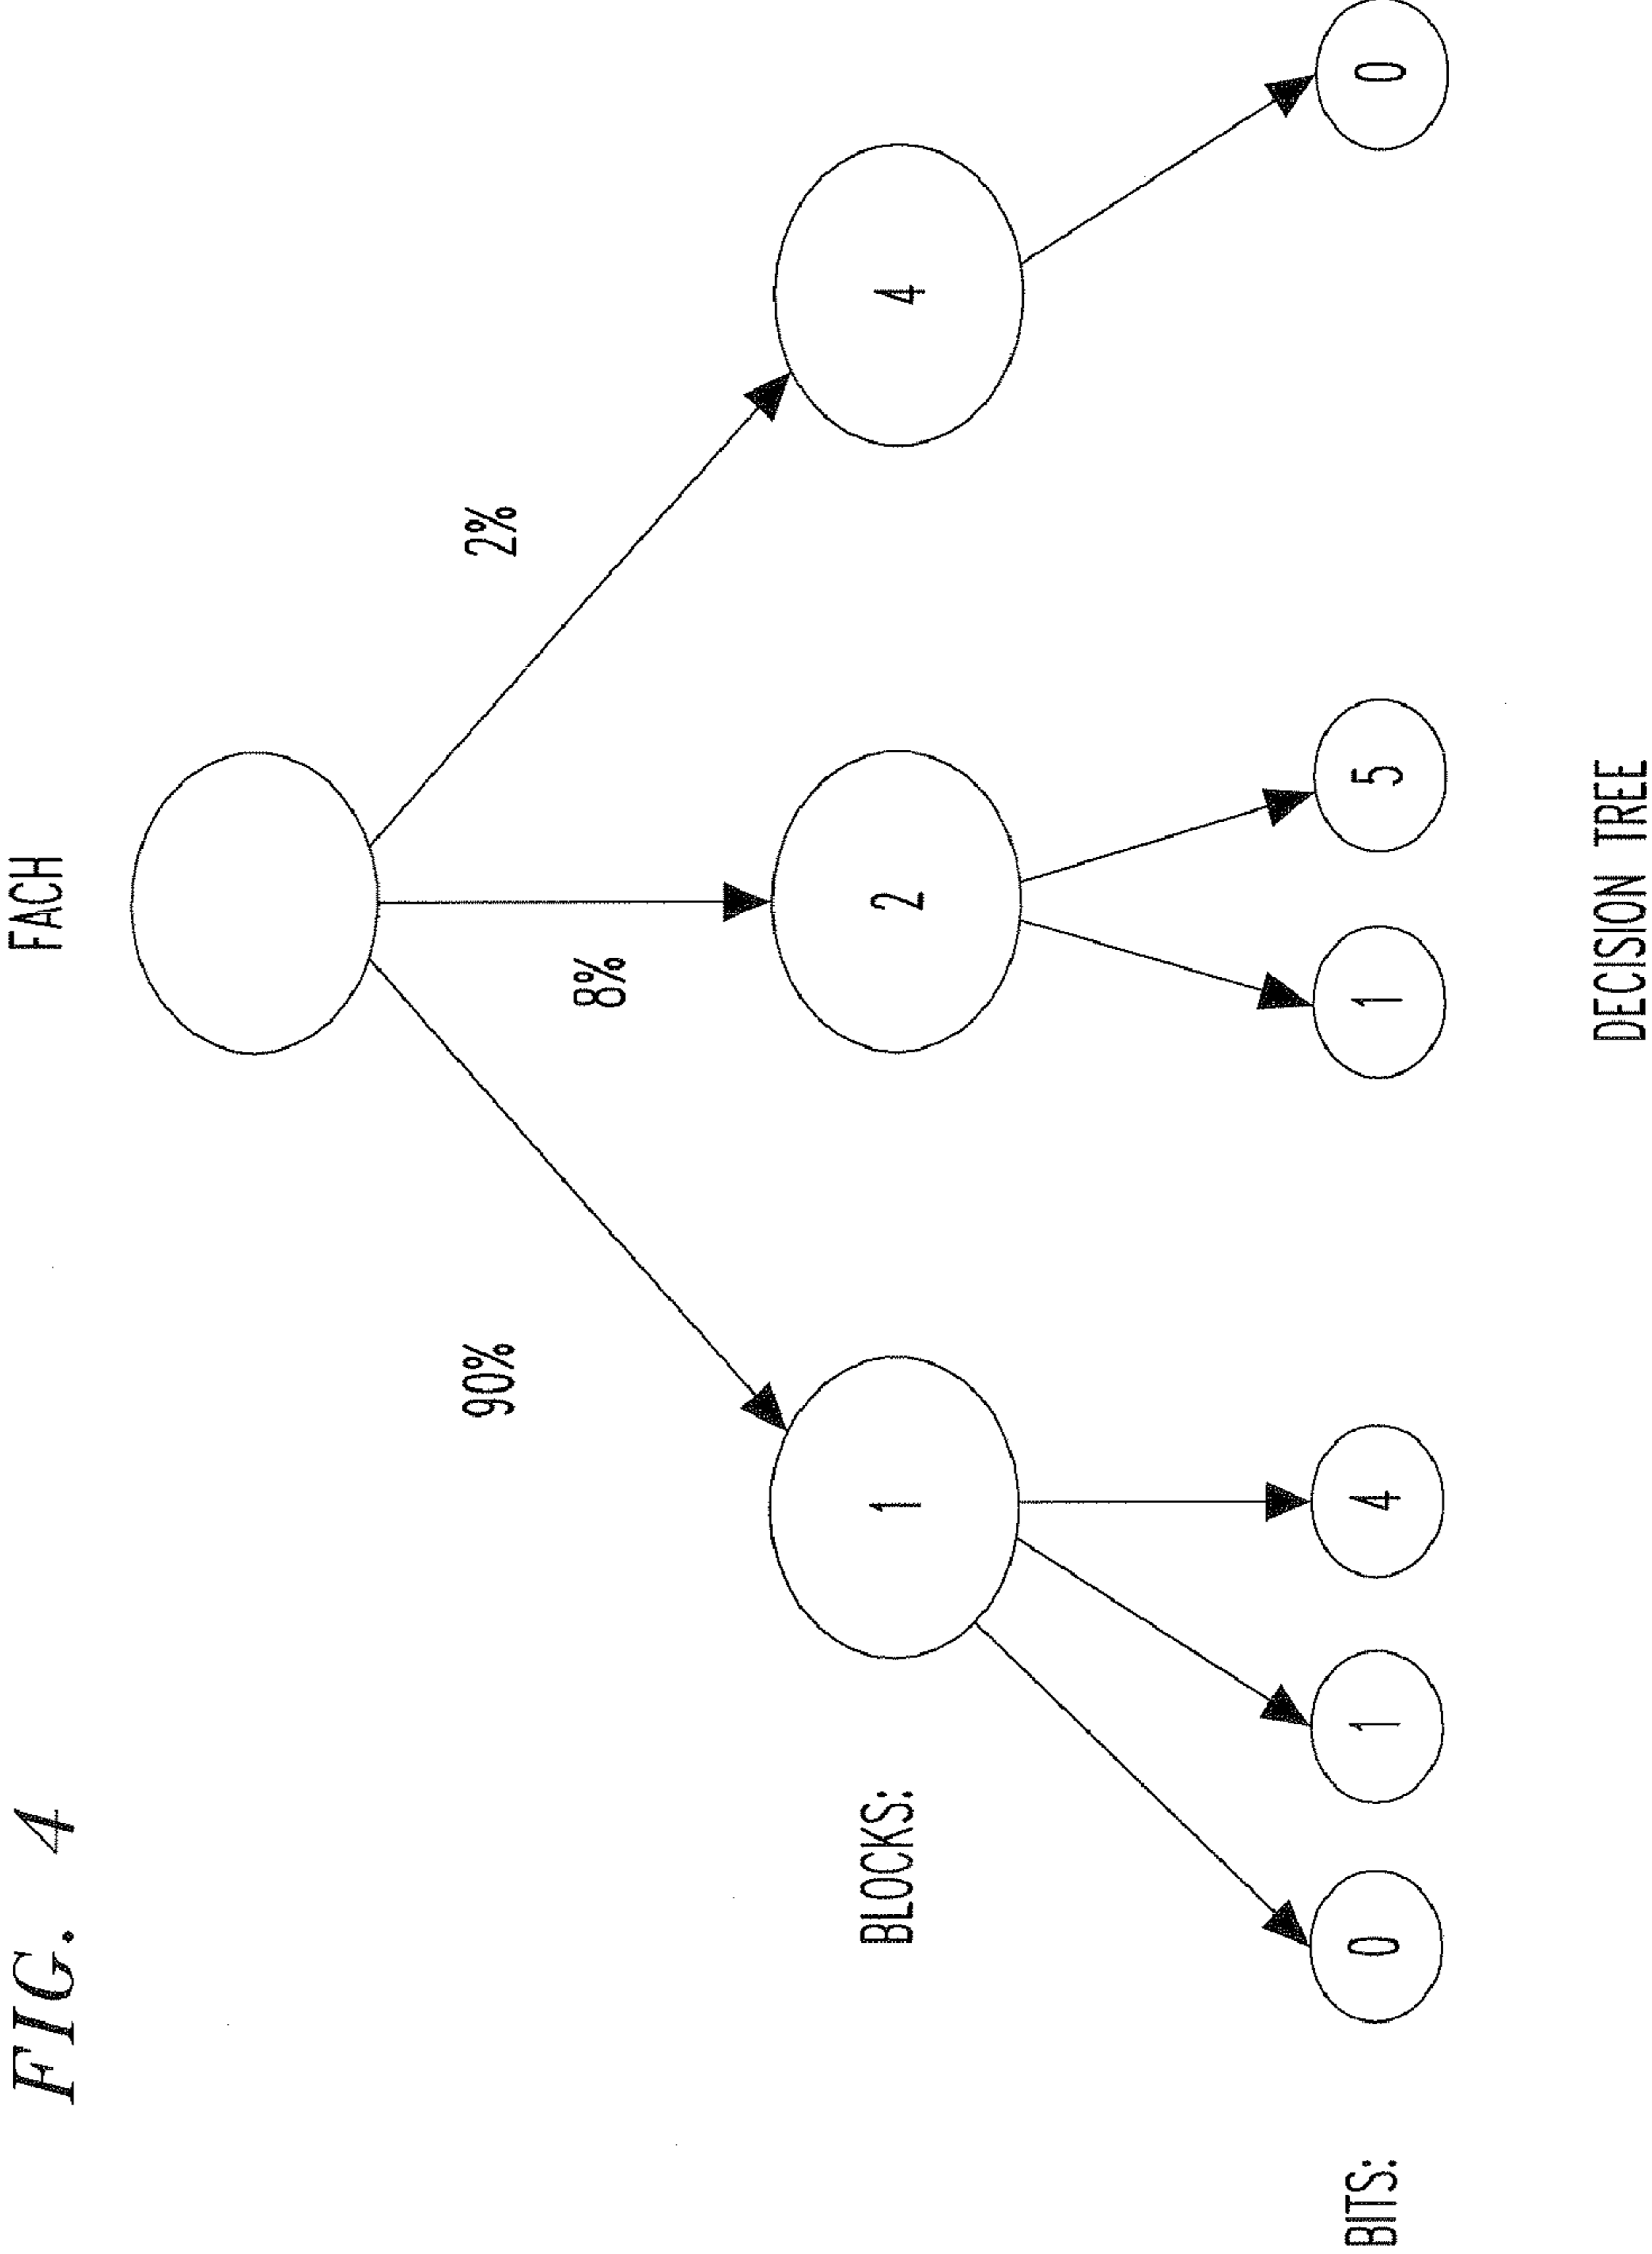 FIG. 4
FACH
90%
8%
2%
BLOCKS:
1
2
4
BITS:
0
1
4
1
5
0
DECISION TREE